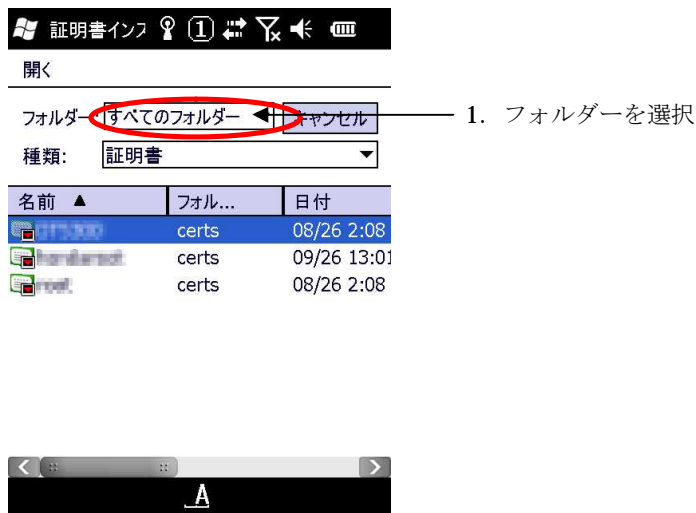 証明書インス
開く
フォルダー: すべてのフォルダー キャンセル
1. フォルダーを選択
種類: 証明書
名前 ▲ フォル... 日付
certs 08/26 2:08
certs 09/26 13:01
certs 08/26 2:08
A